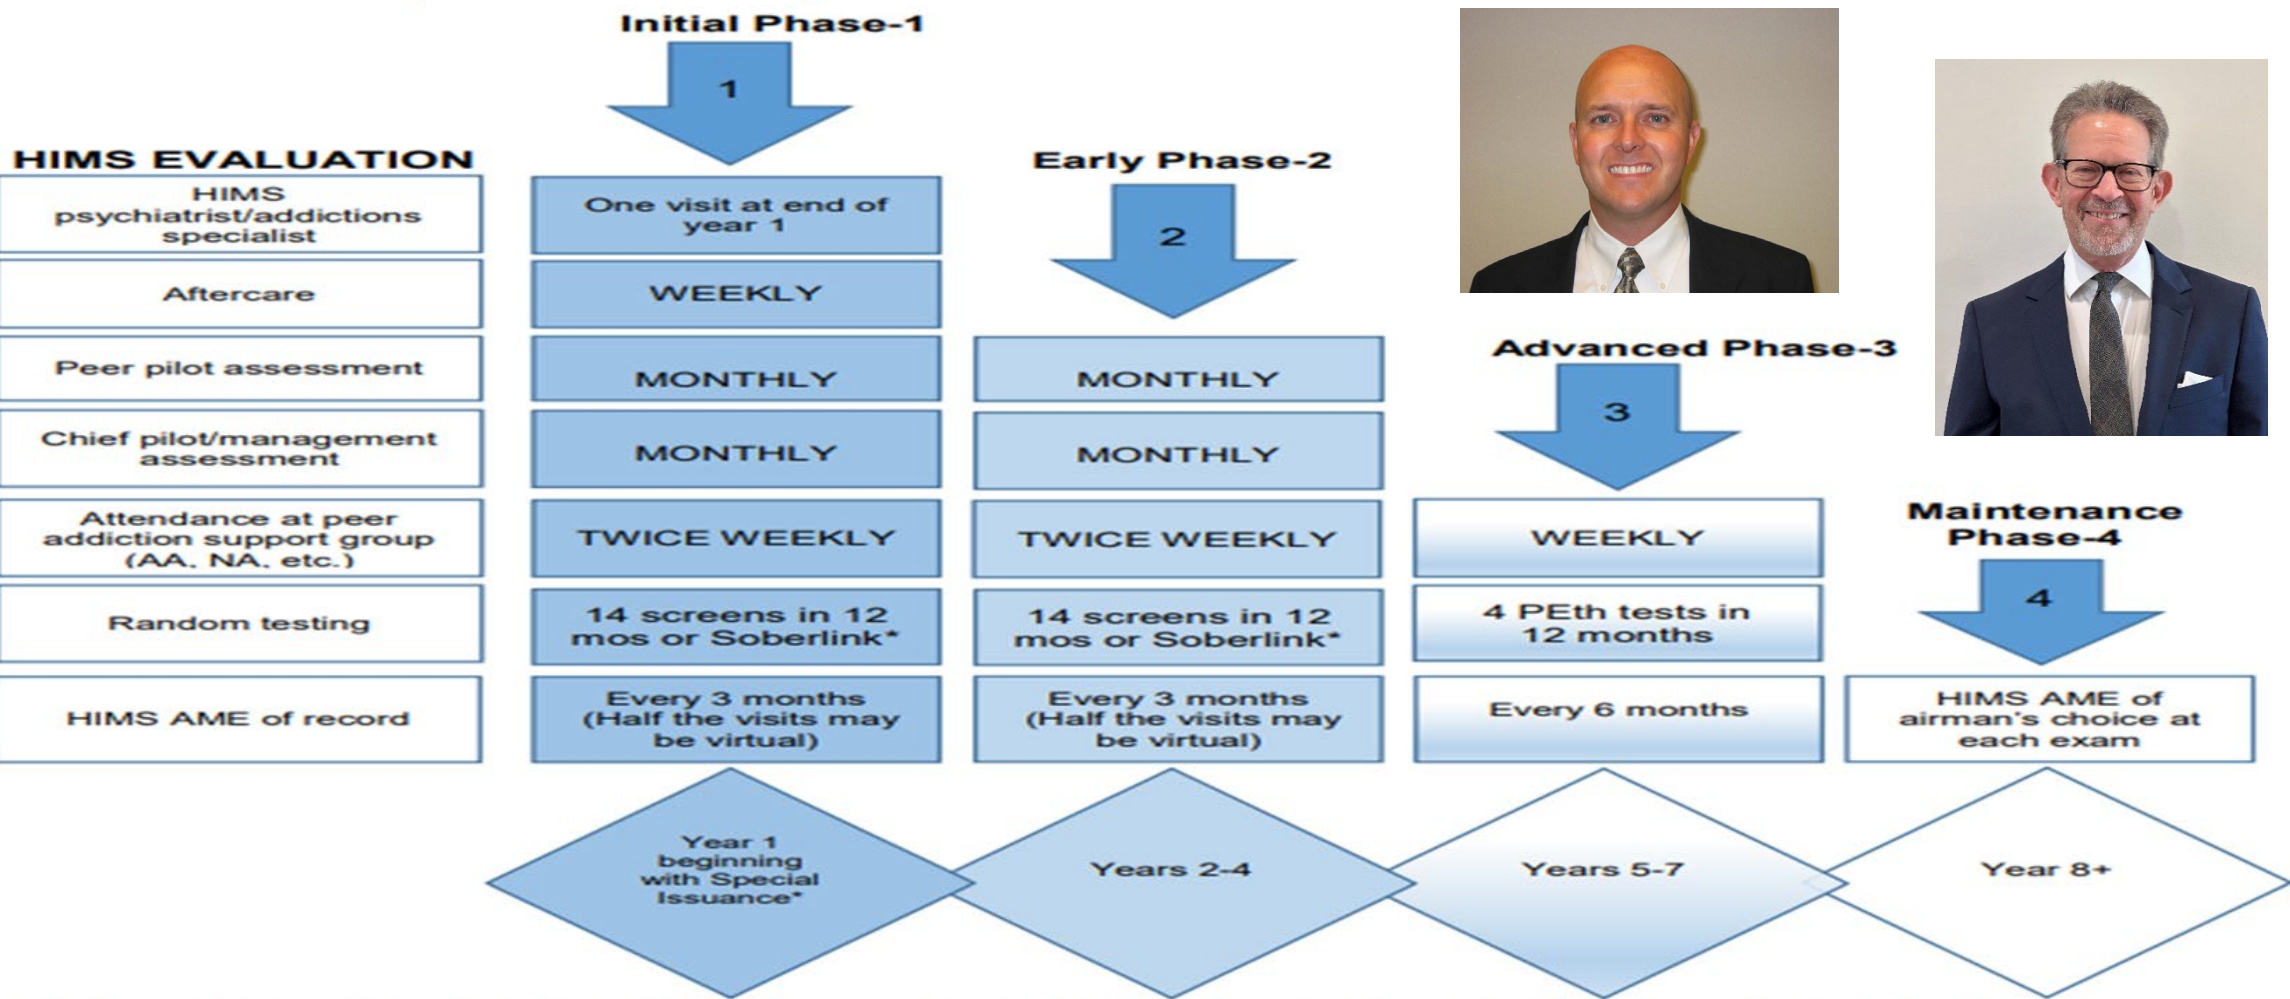 Initial Phase-1
1
HIMS EVALUATION
Early Phase-2
2
Advanced Phase-3
3
Maintenance
Phase-4
4
HIMS
psychiatrist/addictions
specialist
One visit at end of
year 1
Aftercare
WEEKLY
Peer pilot assessment
MONTHLY
MONTHLY
Chief pilot/management
assessment
MONTHLY
MONTHLY
Attendance at peer
addiction support group
(AA, NA, etc.)
TWICE WEEKLY
TWICE WEEKLY
WEEKLY
Random testing
14 screens in 12
mos or Soberlink*
14 screens in 12
mos or Soberlink*
4 PEth tests in
12 months
HIMS AME of record
Every 3 months
(Half the visits may
be virtual)
Every 3 months
(Half the visits may
be virtual)
Every 6 months
HIMS AME of
airman's choice at
each exam
Year 1
beginning
with Special
Issuance*
Years 2-4
Years 5-7
Year 8+